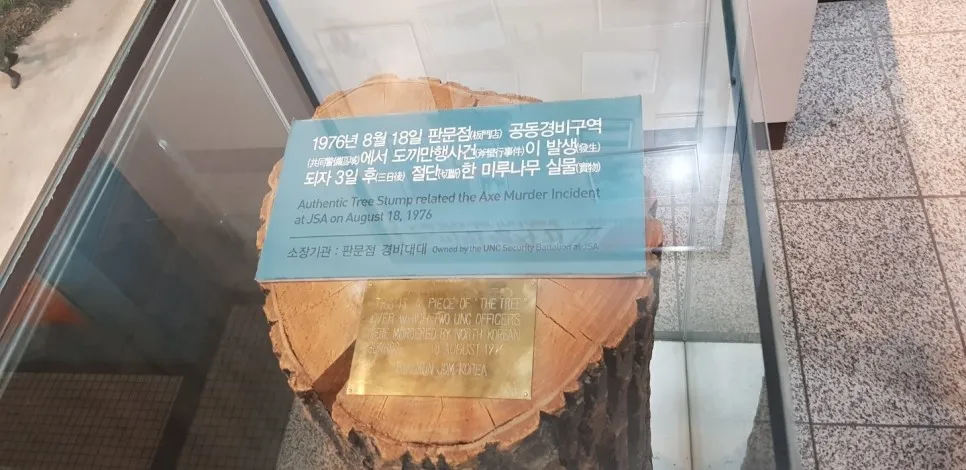 1976년 8월 18일 판문점(板門店) 공동경비구역
(共同警備區域)에서 도끼만행사건(斧蠻行事件)이 발생(發生)
되자 3일 후(三日後) 절단(切斷)한 미루나무 실물(實物)
Authentic Tree Stump related the Axe Murder Incident
at JSA on August 18, 1976
소장기관 : 판문점 경비대대 Owned by the UNC Security Battalion at JSA
THIS IS A PIECE OF "THE TREE"
OVER WHICH TWO UNC OFFICERS
WERE MURDERED BY NORTH KOREAN
AUGUST
KOREA